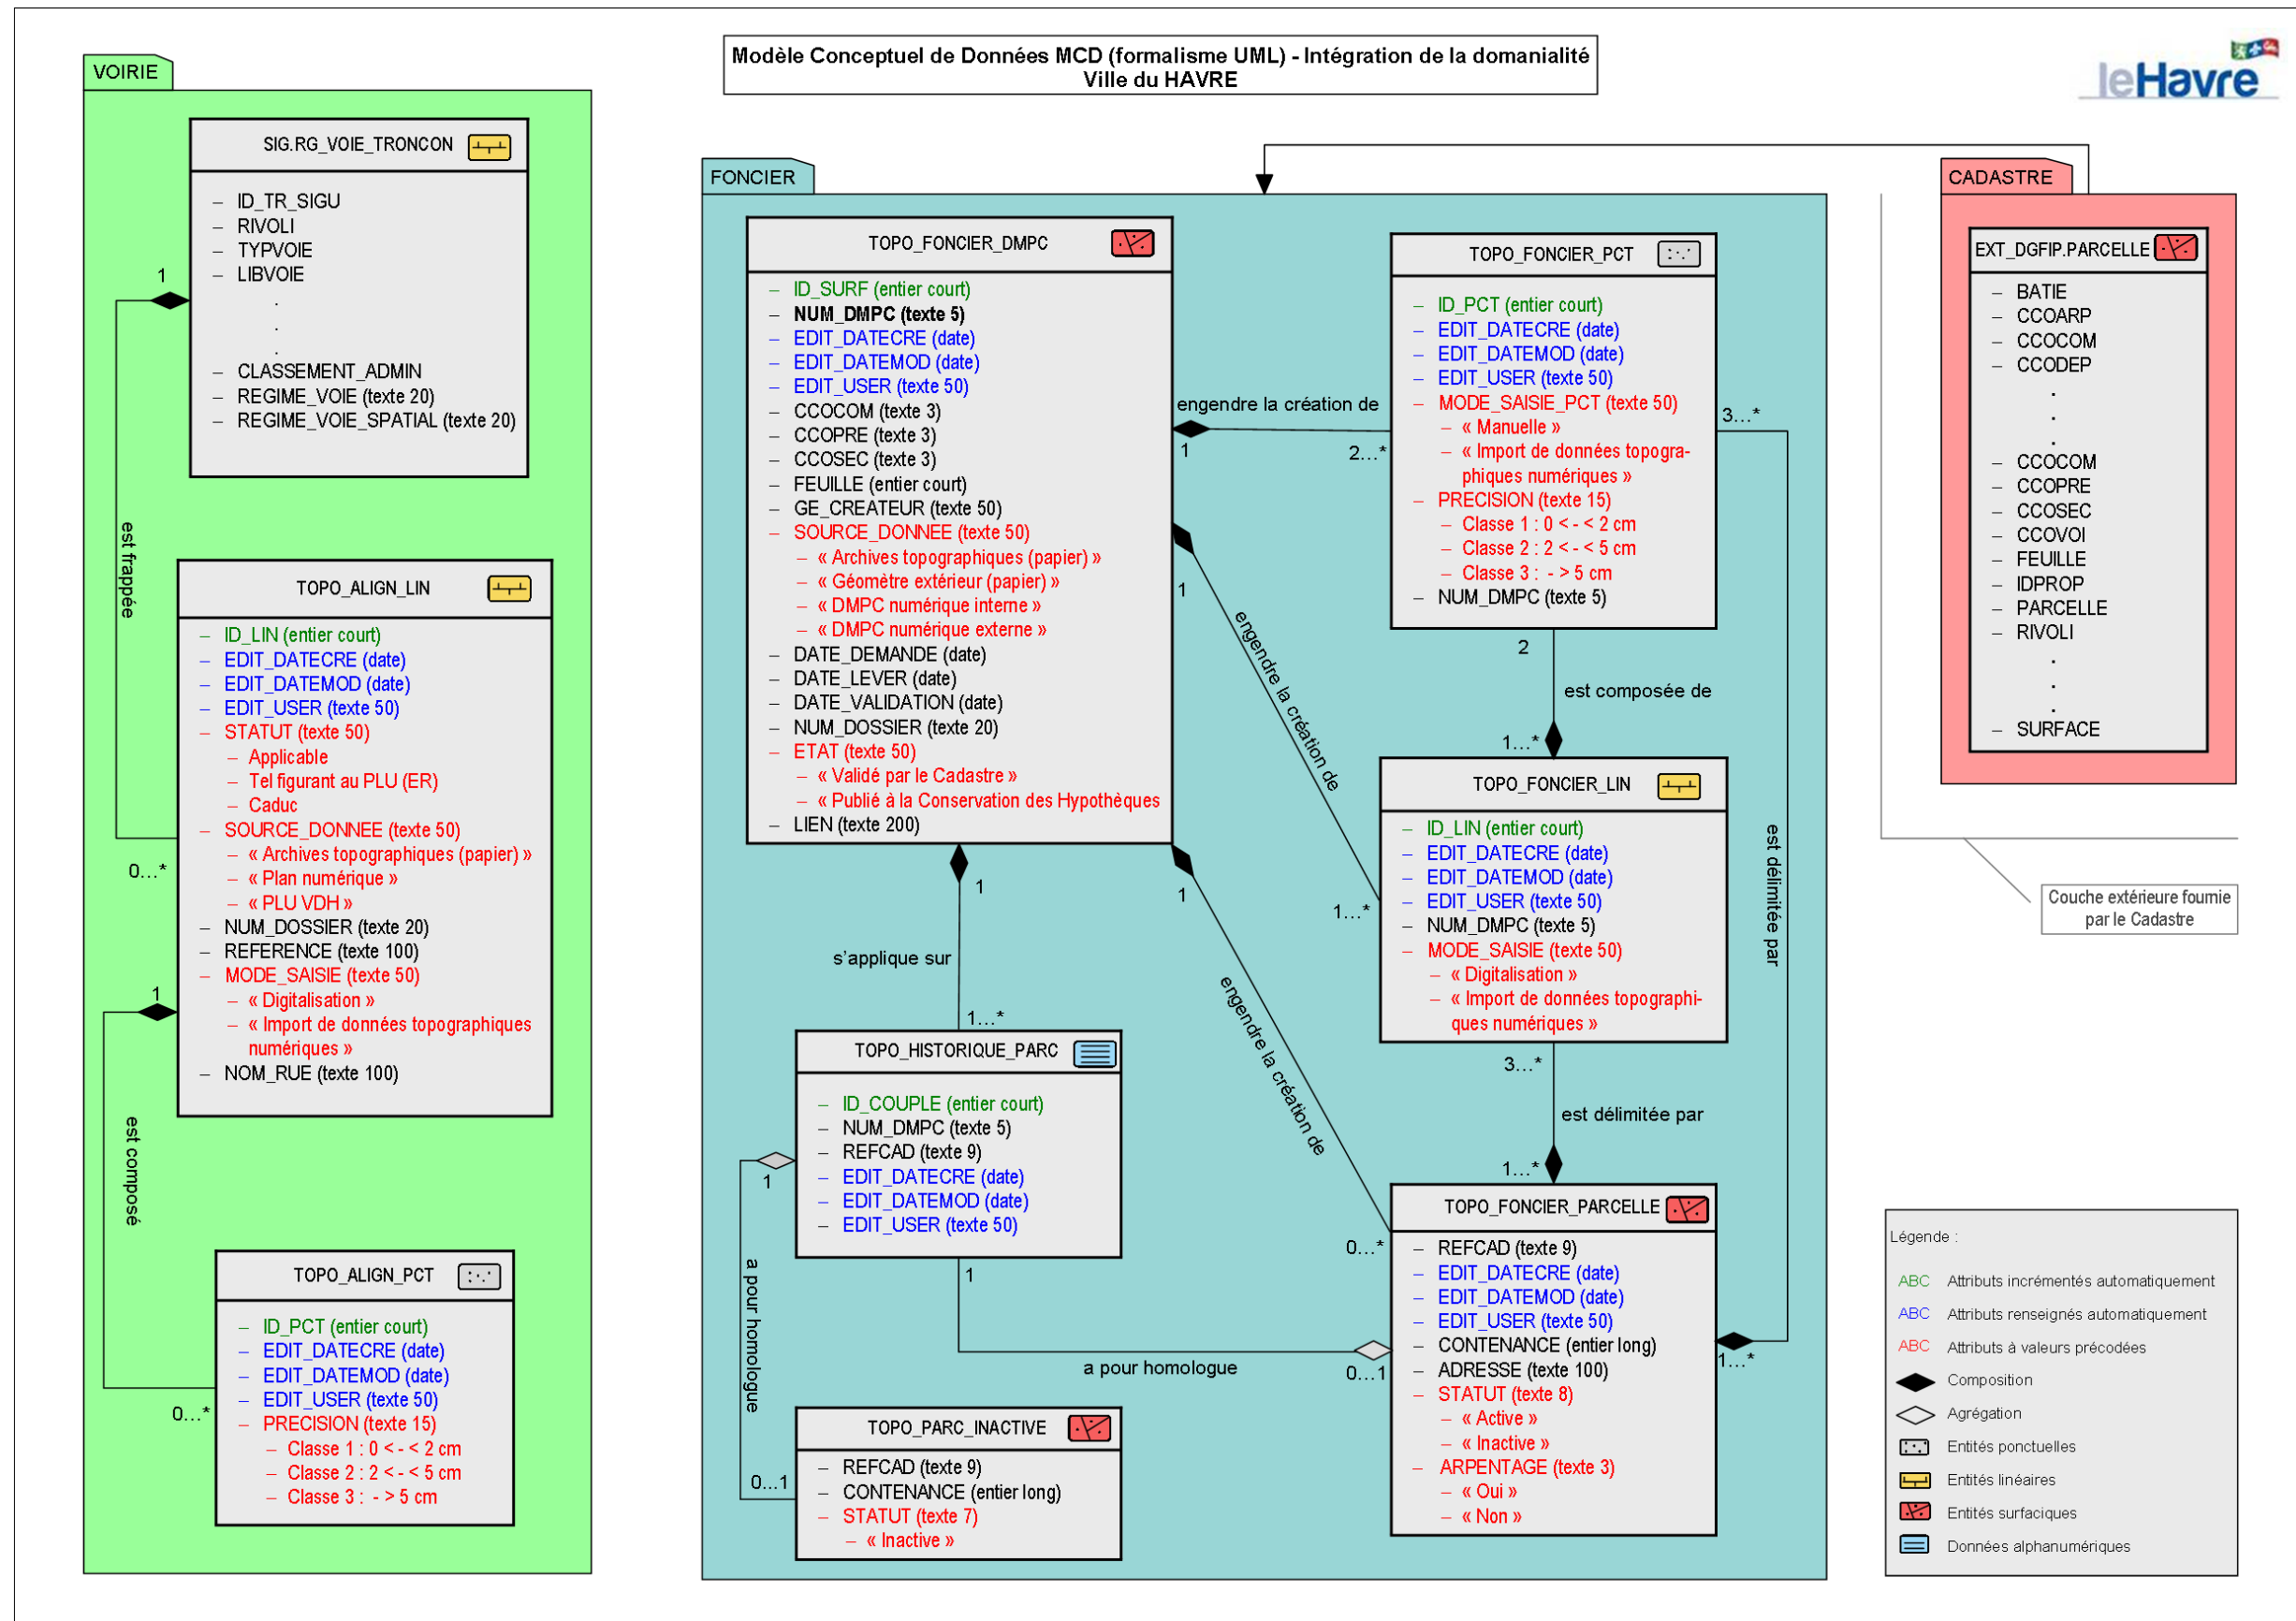 Modèle Conceptuel de Données MCD (formalisme UML) - Intégration de la domanialité
Ville du HAVRE
leHavre
VOIRIE
SIG.RG_VOIE_TRONCON
– ID_TR_SIGU
– RIVOLI
– TYPVOIE
– LIBVOIE
.
.
.
– CLASSEMENT_ADMIN
– REGIME_VOIE (texte 20)
– REGIME_VOIE_SPATIAL (texte 20)
1
est frappée
0...*
TOPO_ALIGN_LIN
– ID_LIN (entier court)
– EDIT_DATECRE (date)
– EDIT_DATEMOD (date)
– EDIT_USER (texte 50)
– STATUT (texte 50)
– Applicable
– Tel figurant au PLU (ER)
– Caduc
– SOURCE_DONNEE (texte 50)
– « Archives topographiques (papier) »
– « Plan numérique »
– « PLU VDH »
– NUM_DOSSIER (texte 20)
– REFERENCE (texte 100)
– MODE_SAISIE (texte 50)
– « Digitalisation »
– « Import de données topographiques
numériques »
– NOM_RUE (texte 100)
1
est composé
0...*
TOPO_ALIGN_PCT
– ID_PCT (entier court)
– EDIT_DATECRE (date)
– EDIT_DATEMOD (date)
– EDIT_USER (texte 50)
– PRECISION (texte 15)
– Classe 1 : 0 < - < 2 cm
– Classe 2 : 2 < - < 5 cm
– Classe 3 : - > 5 cm
FONCIER
TOPO_FONCIER_DMPC
– ID_SURF (entier court)
– NUM_DMPC (texte 5)
– EDIT_DATECRE (date)
– EDIT_DATEMOD (date)
– EDIT_USER (texte 50)
– CCOCOM (texte 3)
– CCOPRE (texte 3)
– CCOSEC (texte 3)
– FEUILLE (entier court)
– GE_CREATEUR (texte 50)
– SOURCE_DONNEE (texte 50)
– « Archives topographiques (papier) »
– « Géomètre extérieur (papier) »
– « DMPC numérique interne »
– « DMPC numérique externe »
– DATE_DEMANDE (date)
– DATE_LEVER (date)
– DATE_VALIDATION (date)
– NUM_DOSSIER (texte 20)
– ETAT (texte 50)
– « Validé par le Cadastre »
– « Publié à la Conservation des Hypothèques
– LIEN (texte 200)
engendre la création de
1
2...*
1
engendre la création de
1...*
1
engendre la création de
0...*
1
s'applique sur
1...*
TOPO_HISTORIQUE_PARC
– ID_COUPLE (entier court)
– NUM_DMPC (texte 5)
– REFCAD (texte 9)
– EDIT_DATECRE (date)
– EDIT_DATEMOD (date)
– EDIT_USER (texte 50)
1
a pour homologue
0...1
1
a pour homologue
0...1
TOPO_PARC_INACTIVE
– REFCAD (texte 9)
– CONTENANCE (entier long)
– STATUT (texte 7)
– « Inactive »
TOPO_FONCIER_PCT
– ID_PCT (entier court)
– EDIT_DATECRE (date)
– EDIT_DATEMOD (date)
– EDIT_USER (texte 50)
– MODE_SAISIE_PCT (texte 50)
– « Manuelle »
– « Import de données topogra-
phiques numériques »
– PRECISION (texte 15)
– Classe 1 : 0 < - < 2 cm
– Classe 2 : 2 < - < 5 cm
– Classe 3 : - > 5 cm
– NUM_DMPC (texte 5)
3...*
est délimitée par
1...*
2
est composée de
1...*
TOPO_FONCIER_LIN
– ID_LIN (entier court)
– EDIT_DATECRE (date)
– EDIT_DATEMOD (date)
– EDIT_USER (texte 50)
– NUM_DMPC (texte 5)
– MODE_SAISIE (texte 50)
– « Digitalisation »
– « Import de données topographi-
ques numériques »
3...*
est délimitée par
1...*
TOPO_FONCIER_PARCELLE
– REFCAD (texte 9)
– EDIT_DATECRE (date)
– EDIT_DATEMOD (date)
– EDIT_USER (texte 50)
– CONTENANCE (entier long)
– ADRESSE (texte 100)
– STATUT (texte 8)
– « Active »
– « Inactive »
– ARPENTAGE (texte 3)
– « Oui »
– « Non »
CADASTRE
EXT_DGFIP.PARCELLE
– BATIE
– CCOARP
– CCOCOM
– CCODEP
.
.
.
– CCOCOM
– CCOPRE
– CCOSEC
– CCOVOI
– FEUILLE
– IDPROP
– PARCELLE
– RIVOLI
.
.
.
– SURFACE
Couche extérieure fournie
par le Cadastre
Légende :
ABC Attributs incrémentés automatiquement
ABC Attributs renseignés automatiquement
ABC Attributs à valeurs précodées
Composition
Agrégation
Entités ponctuelles
Entités linéaires
Entités surfaciques
Données alphanumériques